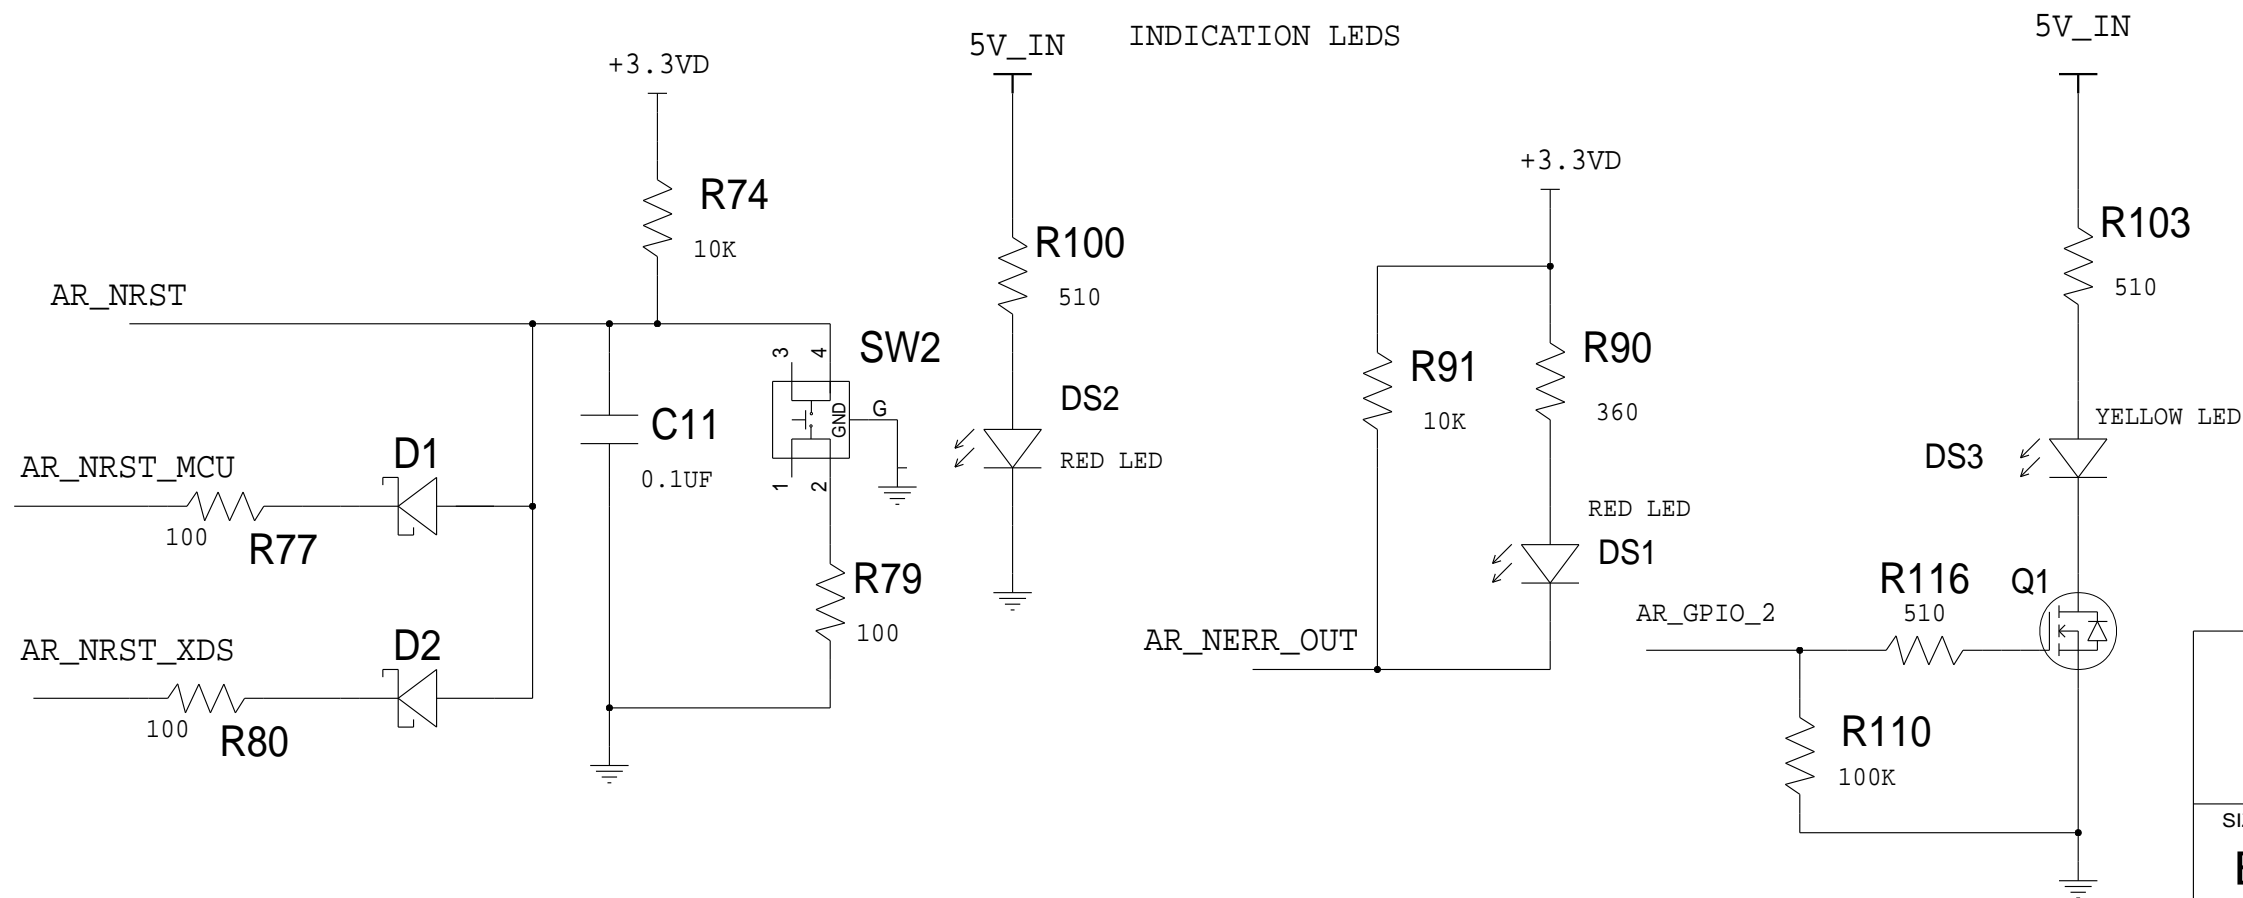 5V_IN
INDICATION LEDS
5V_IN
+3.3VD
+3.3VD
R74
10K
R100
510
R103
510
AR_NRST
SW2
3
4
GND
G
1
2
R91
10K
R90
360
DS2
RED LED
YELLOW LED
DS3
C11
0.1UF
D1
AR_NRST_MCU
100
R77
RED LED
DS1
R79
100
R116
510
Q1
AR_GPIO_2
AR_NERR_OUT
D2
AR_NRST_XDS
100
R80
R110
100K